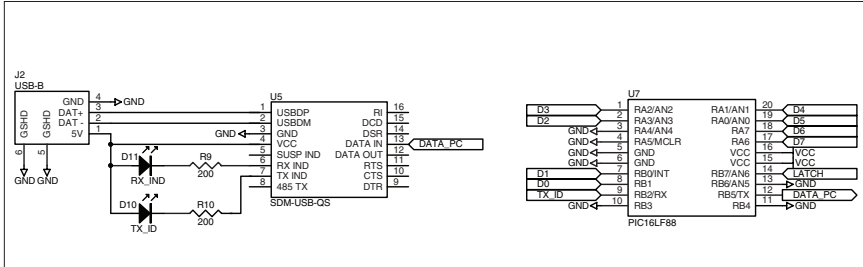 J2
USB-B
GND 4 GND
DAT+ 3
DAT - 2
5V 1
GSHD GSHD
6 5
GND GND
D11
RX_IND
R9
200
D10
TX_ID
R10
200
U5
1 USBDP RI 16
2 USBDM DCD 15
GND 3 GND DSR 14
4 VCC DATA IN 13 DATA_PC
5 SUSP IND DATA OUT 12
6 RX IND RTS 11
7 TX IND CTS 10
8 485 TX DTR 9
SDM-USB-QS
U7
D3 1 RA2/AN2 RA1/AN1 20 D4
D2 2 RA3/AN3 RA0/AN0 19 D5
GND 3 RA4/AN4 RA7 18 D6
GND 4 RA5/MCLR RA6 17 D7
GND 5 GND VCC 16 VCC
GND 6 GND VCC 15 VCC
D1 7 RB0/INT RB7/AN6 14 LATCH
D0 8 RB1 RB6/AN5 13 GND
TX_ID 9 RB2/RX RB5/TX 12 DATA_PC
GND 10 RB3 RB4 11 GND
PIC16LF88